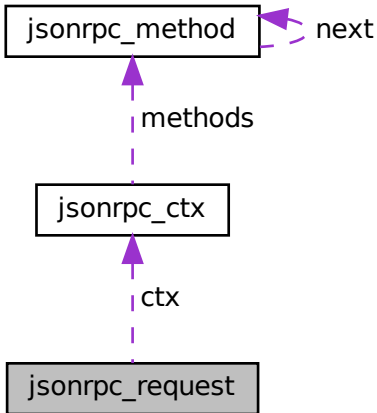 jsonrpc_method
next
methods
jsonrpc_ctx
ctx
jsonrpc_request